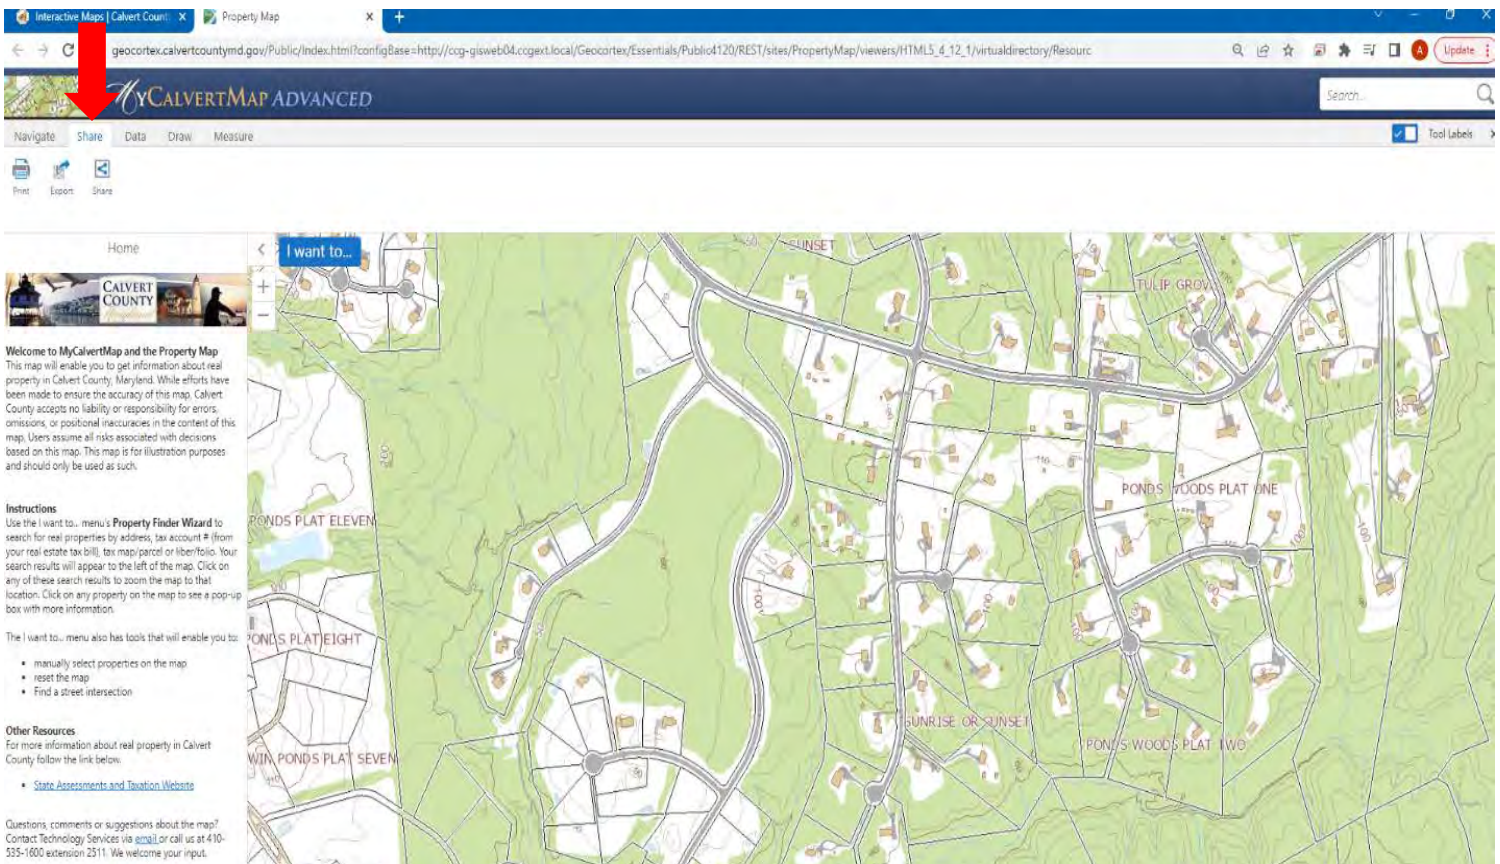 Interactive Maps | Calvert Count
Property Map
geocortex.calvertcountymd.gov/Public/Index.html?configBase=http://ccg-gisweb04.ccgext.local/Geocortex/Essentials/Public4120/REST/sites/PropertyMap/viewers/HTML5_4_12_1/virtualdirectory/Resourc
A
Update
MYCALVERTMAP ADVANCED
Search...
Navigate Share Data Draw Measure
Tool Labels
Print Export Share
Home
I want to...
CALVERT
COUNTY
Welcome to MyCalvertMap and the Property Map
This map will enable you to get information about real
property in Calvert County, Maryland. While efforts have
been made to ensure the accuracy of this map, Calvert
County accepts no liability or responsibility for errors,
omissions, or positional inaccuracies in the content of this
map. Users assume all risks associated with decisions
based on this map. This map is for illustration purposes
and should only be used as such.
Instructions
Use the I want to... menu's Property Finder Wizard to
search for real properties by address, tax account # (from
your real estate tax bill), tax map/parcel or liber/folio. Your
search results will appear to the left of the map. Click on
any of these search results to zoom the map to that
location. Click on any property on the map to see a pop-up
box with more information.
The I want to... menu also has tools that will enable you to:
manually select properties on the map
reset the map
Find a street intersection
Other Resources
For more information about real property in Calvert
County follow the link below.
State Assessments and Taxation Website
Questions, comments or suggestions about the map?
Contact Technology Services via email or call us at 410-
535-1600 extension 2511. We welcome your input.
SUNSET
TULIP GROV
PONDS WOODS PLAT ONE
PONDS PLAT ELEVEN
PONDS PLAT EIGHT
SUNRISE OR SUNSET
PONDS WOODS PLAT TWO
WIN PONDS PLAT SEVEN